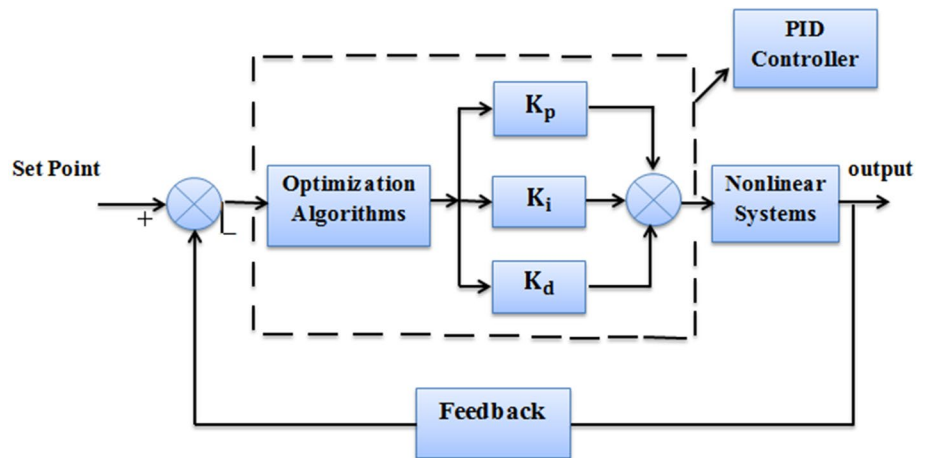 PID
Controller
Set Point
Optimization
Algorithms
K_p
K_i
K_d
Nonlinear
Systems
output
+
_
Feedback